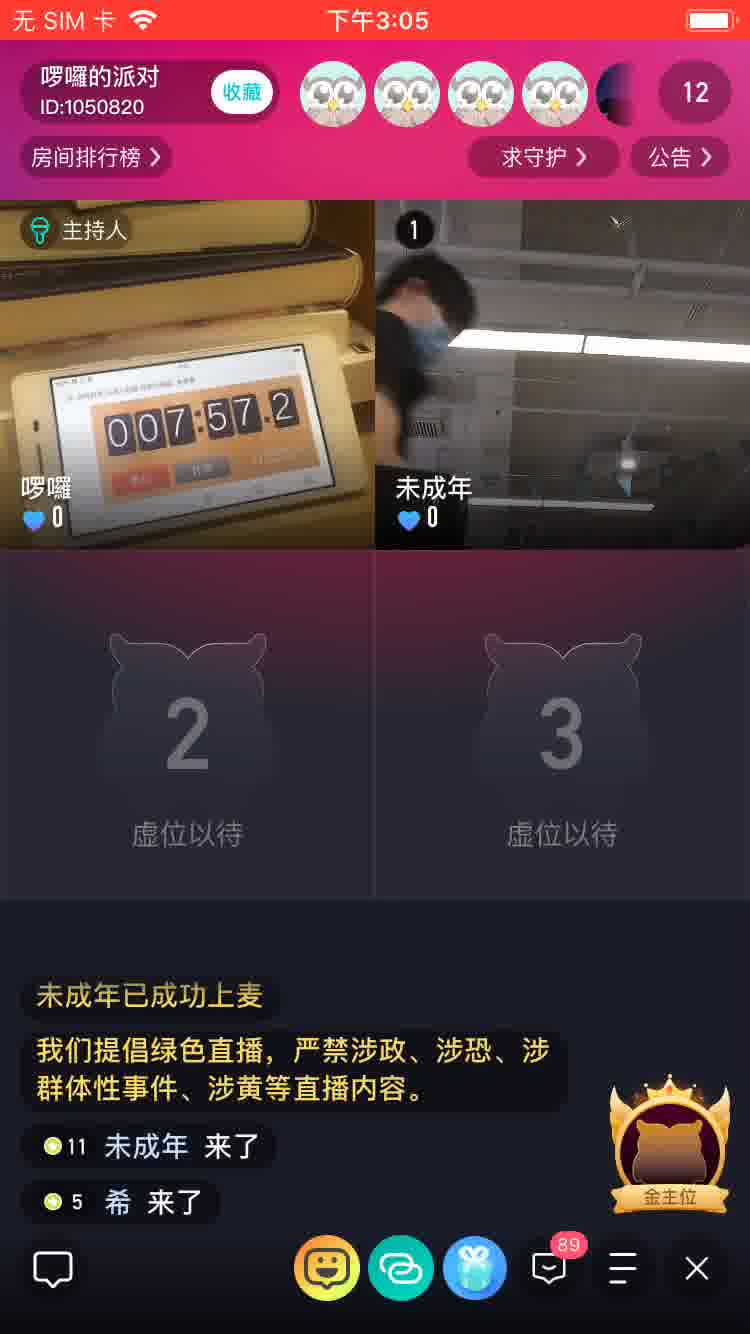 无 SIM 卡
下午3:05
啰囉的派对
ID:1050820
收藏
12
房间排行榜
求守护
公告
主持人
1
007:57.2
啰囉
0
未成年
0
2
虚位以待
3
虚位以待
未成年已成功上麦
我们提倡绿色直播，严禁涉政、涉恐、涉
群体性事件、涉黄等直播内容。
11 未成年 来了
5 希 来了
金主位
89